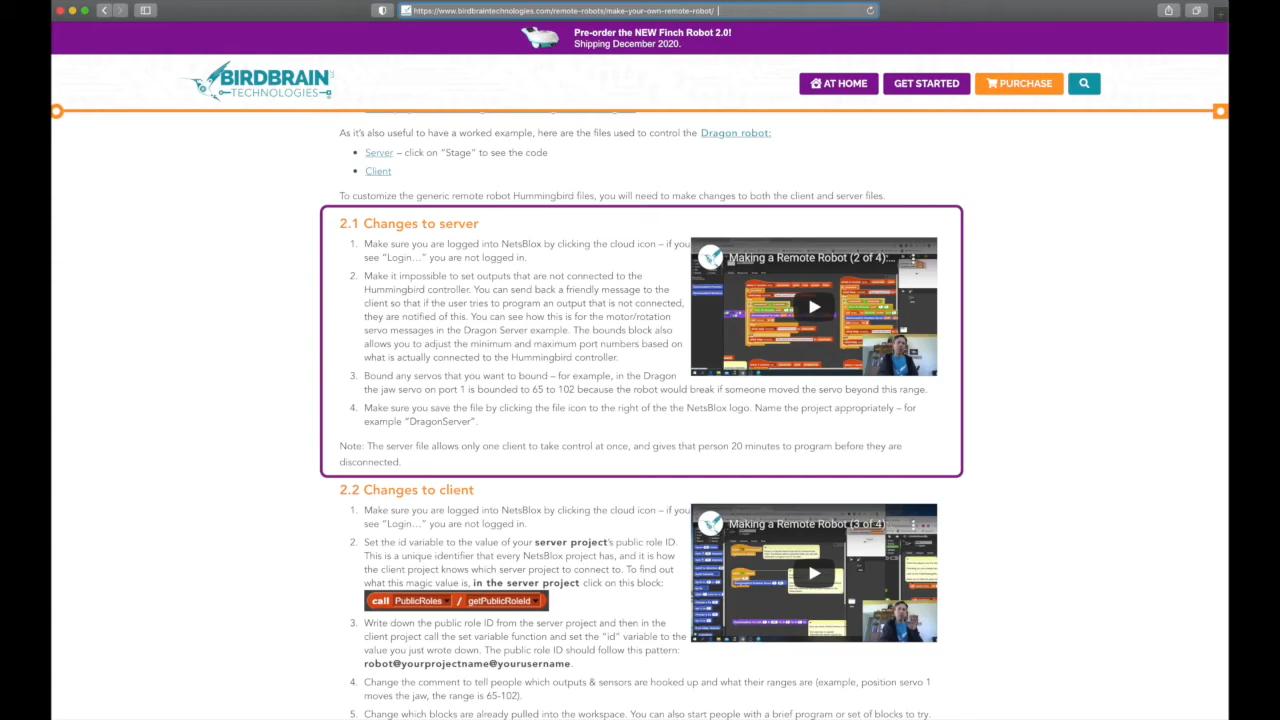 https://www.birdbraintechnologies.com/remote-robots/make-your-own-remote-robot/
Pre-order the NEW Finch Robot 2.0!
Shipping December 2020.
BIRDBRAIN
TECHNOLOGIES
AT HOME
GET STARTED
PURCHASE
As it's also useful to have a worked example, here are the files used to control the Dragon robot:
• Server – click on "Stage" to see the code
• Client
To customize the generic remote robot Hummingbird files, you will need to make changes to both the client and server files.
2.1 Changes to server
1. Make sure you are logged into NetsBlox by clicking the cloud icon – if you
see "Login…" you are not logged in.
2. Make it impossible to set outputs that are not connected to the
Hummingbird controller. You can send back a friendly message to the
client so that if the user tries to program an output that is not connected,
they are notified of this. You can see how this is for the motor/rotation
servo messages in the Dragon Server example. The bounds block also
allows you to adjust the minimum and maximum port numbers based on
what is actually connected to the Hummingbird controller.
Making a Remote Robot (2 of 4):...
3. Bound any servos that you want to bound – for example, in the Dragon
the jaw servo on port 1 is bounded to 65 to 102 because the robot would break if someone moved the servo beyond this range.
4. Make sure you save the file by clicking the file icon to the right of the the NetsBlox logo. Name the project appropriately – for
example "DragonServer".
Note: The server file allows only one client to take control at once, and gives that person 20 minutes to program before they are
disconnected.
2.2 Changes to client
1. Make sure you are logged into NetsBlox by clicking the cloud icon – if you
see "Login…" you are not logged in.
2. Set the id variable to the value of your server project's public role ID.
This is a unique identifier that every NetsBlox project has, and it is how
the client project knows which server project to connect to. To find out
what this magic value is, in the server project click on this block:
call PublicRoles / getPublicRoleId
Making a Remote Robot (3 of 4)
3. Write down the public role ID from the server project and then in the
client project call the set variable function and set the "id" variable to the
value you just wrote down. The public role ID should follow this pattern:
robot@yourprojectname@yourusername.
4. Change the comment to tell people which outputs & sensors are hooked up and what their ranges are (example, position servo 1
moves the jaw, the range is 65-102).
5. Change which blocks are already pulled into the workspace. You can also start people with a brief program or set of blocks to try.